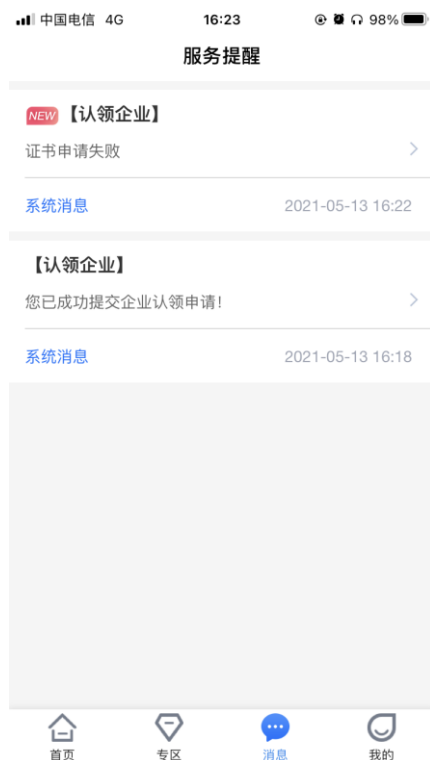 中国电信 4G 16:23 98%
服务提醒
NEW 【认领企业】
证书申请失败
系统消息 2021-05-13 16:22
【认领企业】
您已成功提交企业认领申请!
系统消息 2021-05-13 16:18
首页 专区 消息 我的